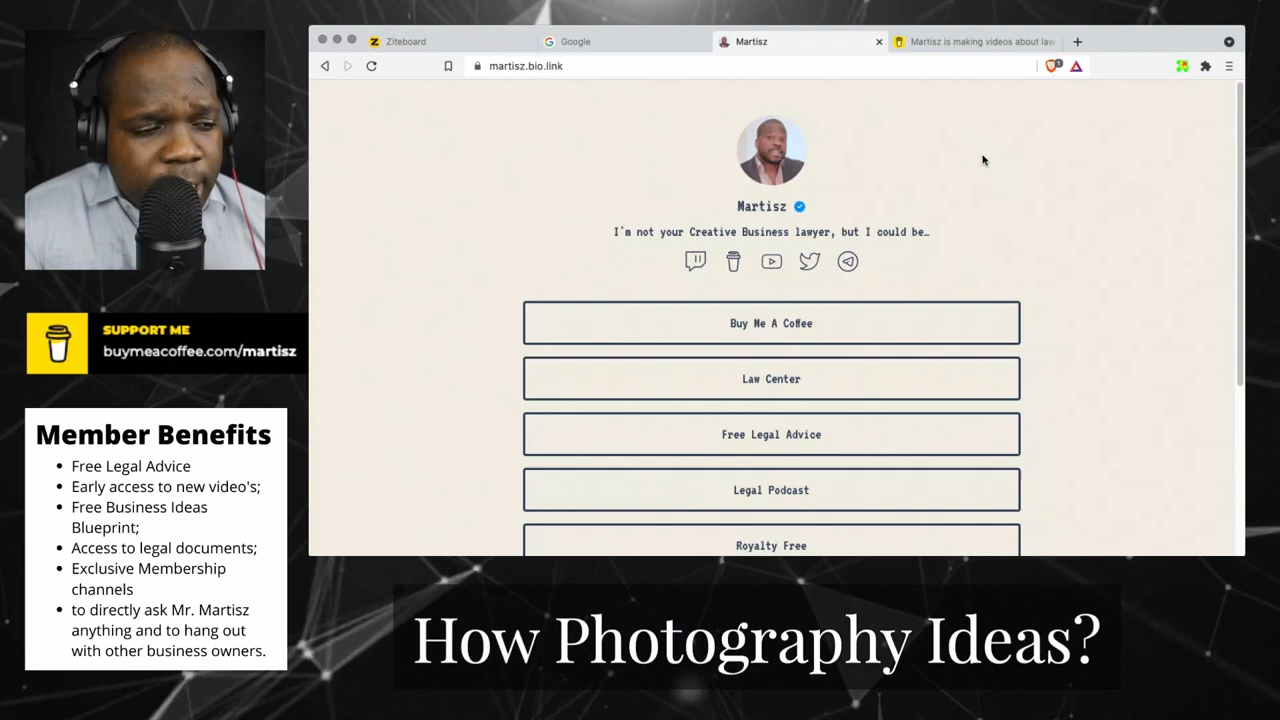 Ziteboard
Google
Martisz
Martisz is making videos about law
martisz.bio.link
1
Martisz
I'm not your Creative Business lawyer, but I could be…
Buy Me A Coffee
Law Center
Free Legal Advice
Legal Podcast
Royalty Free
SUPPORT ME
buymeacoffee.com/martisz
Member Benefits
• Free Legal Advice
• Early access to new video's;
• Free Business Ideas
Blueprint;
• Access to legal documents;
• Exclusive Membership
channels
• to directly ask Mr. Martisz
anything and to hang out
with other business owners.
How Photography Ideas?